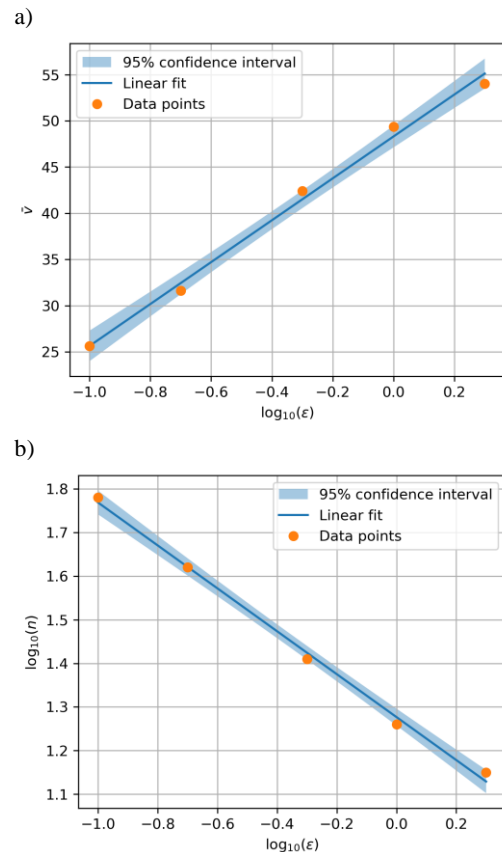 a)
95% confidence interval
Linear fit
Data points
55
50
45
40
35
30
25
ṽ
-1.0 -0.8 -0.6 -0.4 -0.2 0.0 0.2
log10(ε)
b)
1.8
1.7
1.6
1.5
1.4
1.3
1.2
1.1
log10(n)
95% confidence interval
Linear fit
Data points
-1.0 -0.8 -0.6 -0.4 -0.2 0.0 0.2
log10(ε)